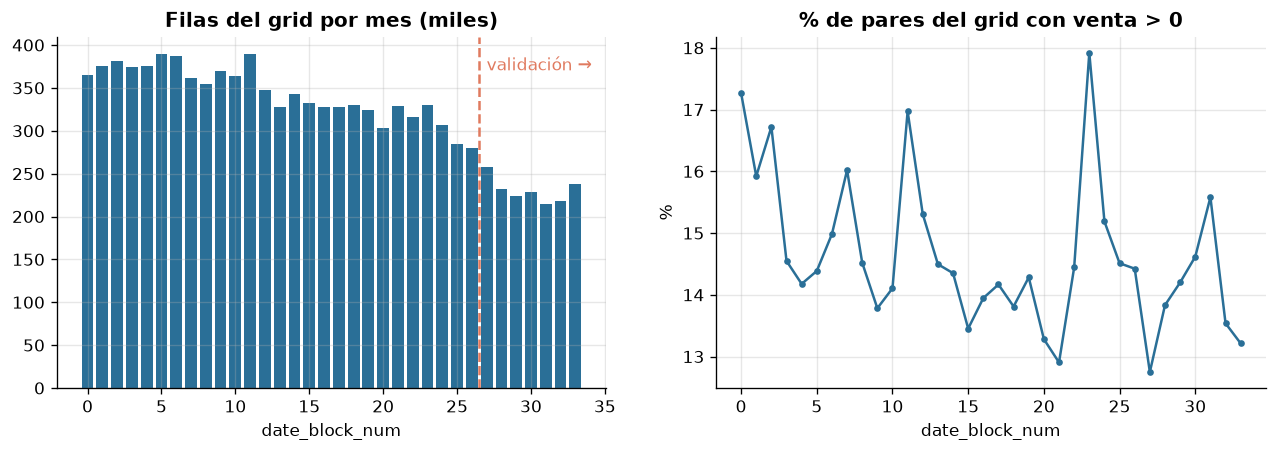 Filas del grid por mes (miles)
400
350
300
250
200
150
100
50
0
validación →
0 5 10 15 20 25 30 35
date_block_num
% de pares del grid con venta > 0
18
17
16
15
14
13
%
0 5 10 15 20 25 30
date_block_num